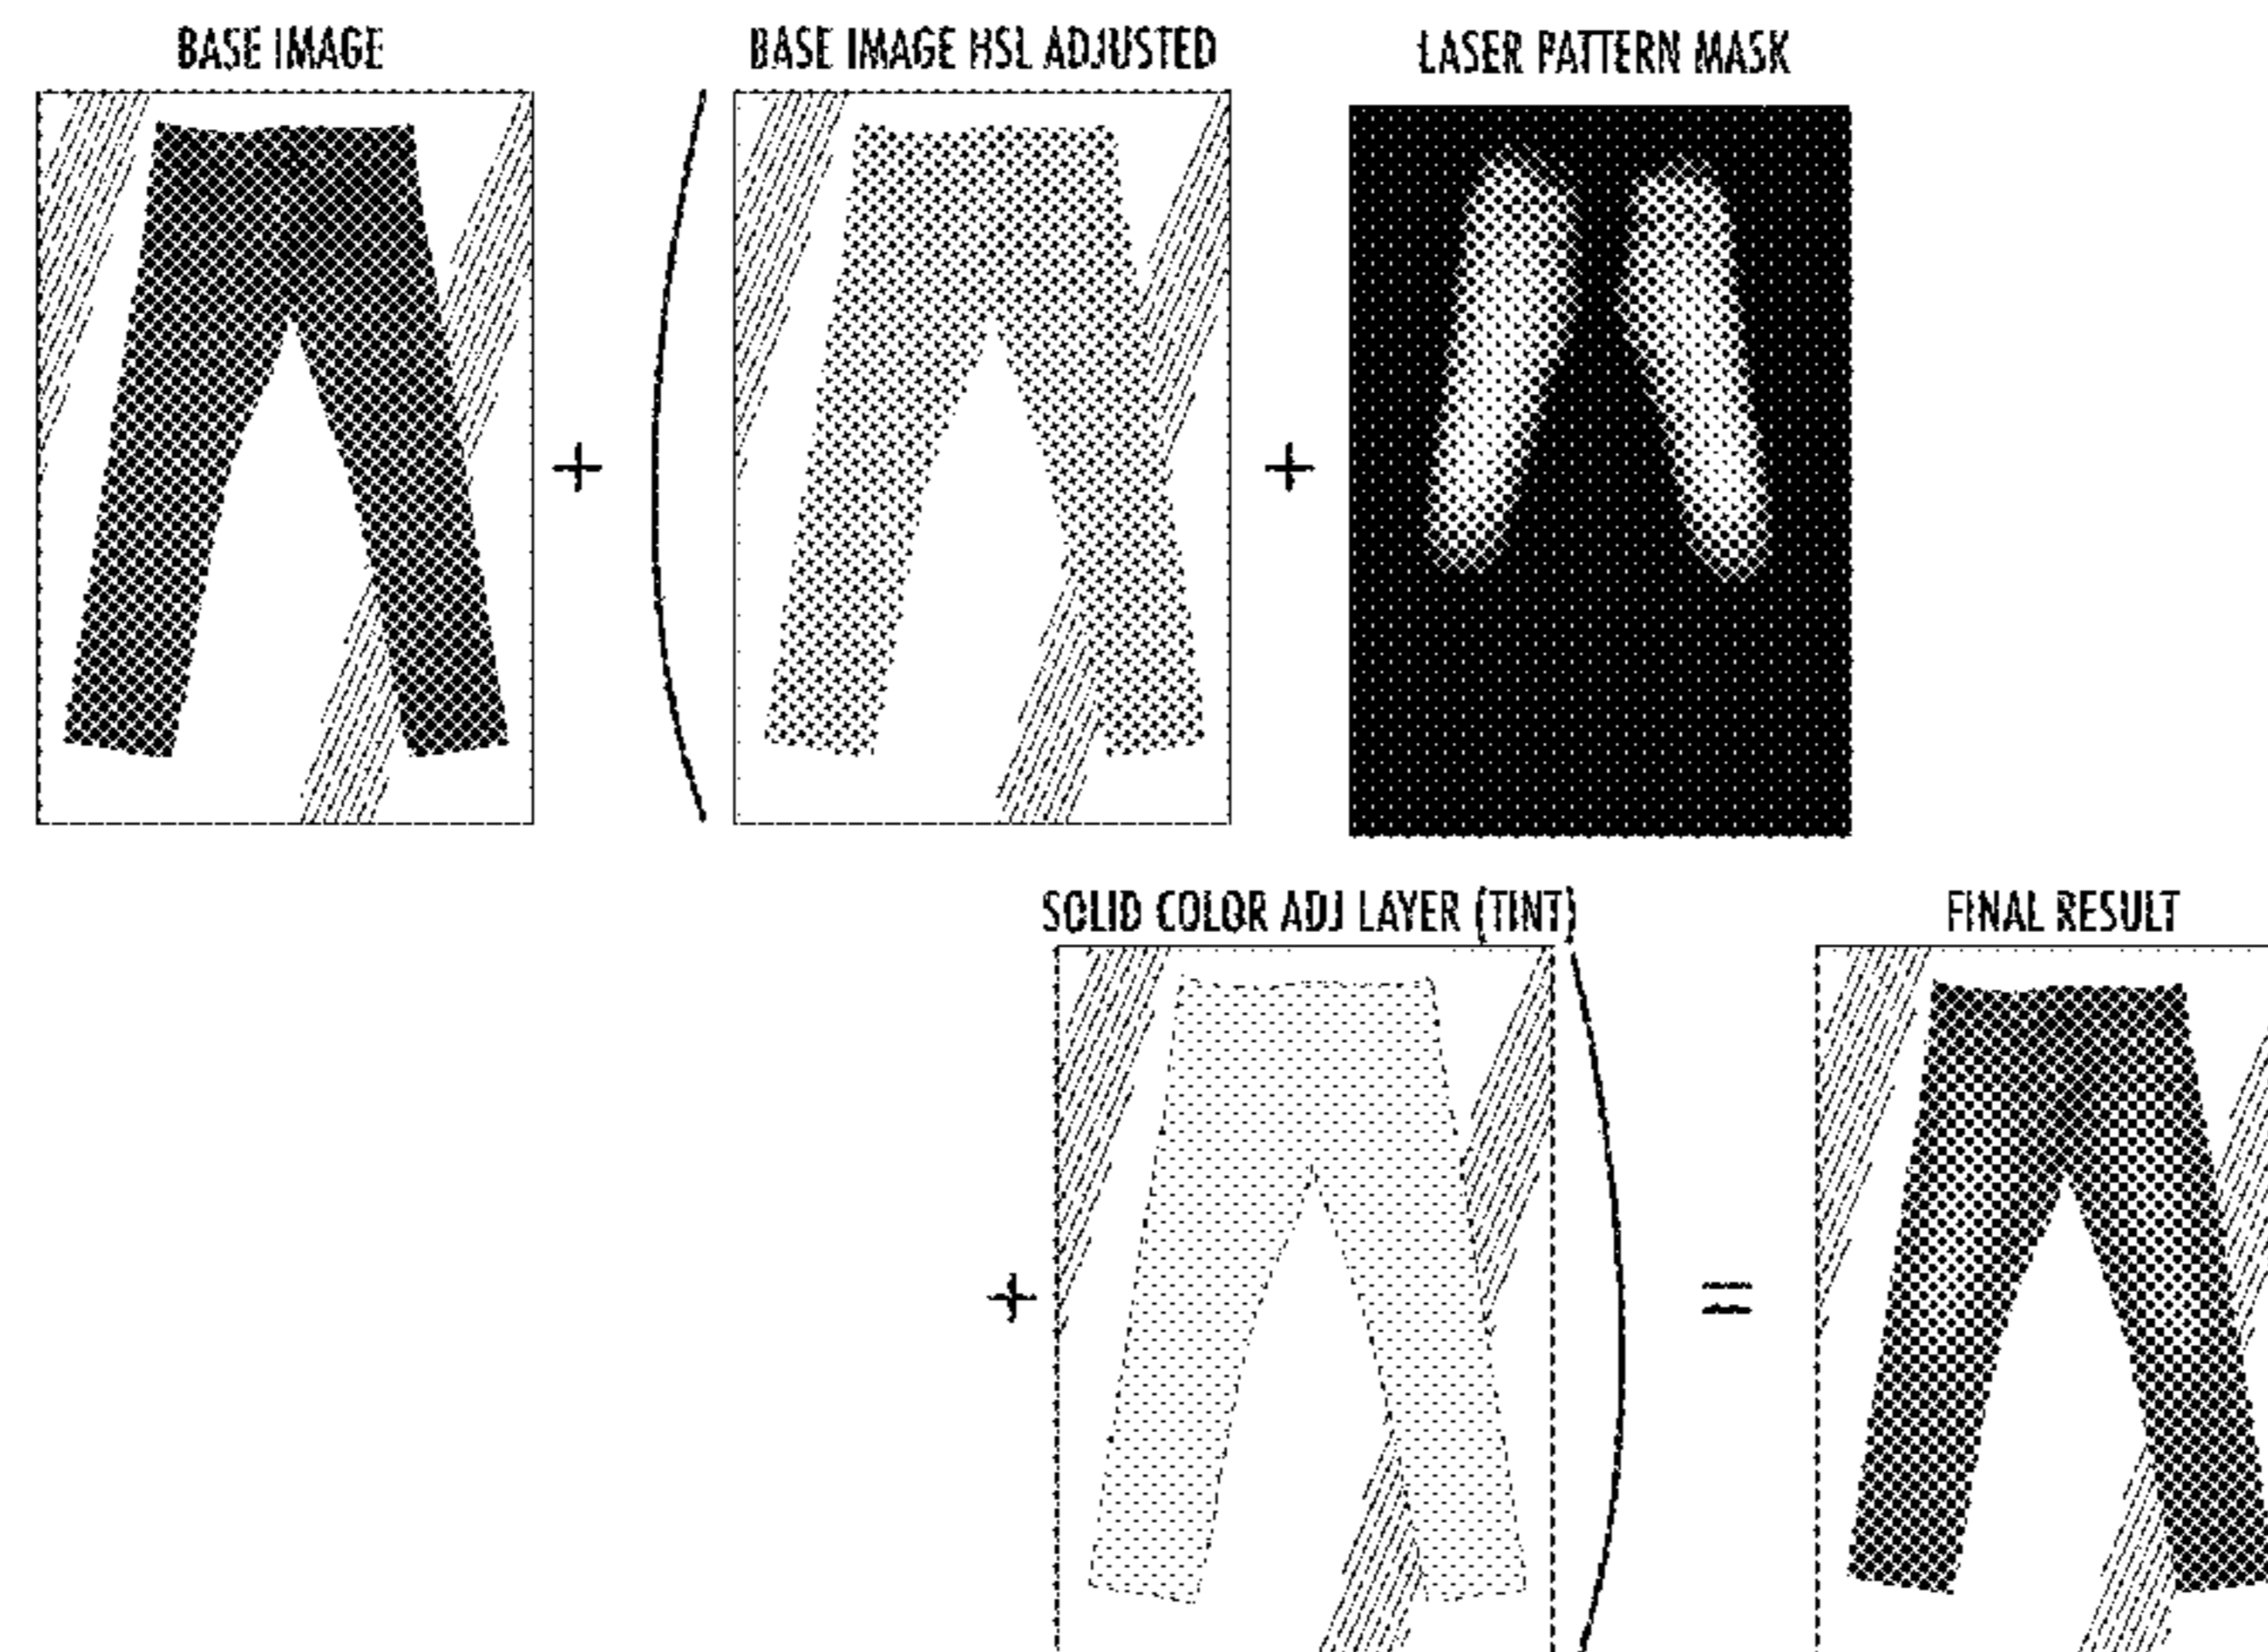 BASE IMAGE
BASE IMAGE HSL ADJUSTED
LASER PATTERN MASK
+
+
SOLID COLOR ADJ LAYER (TINT)
FINAL RESULT
+
=